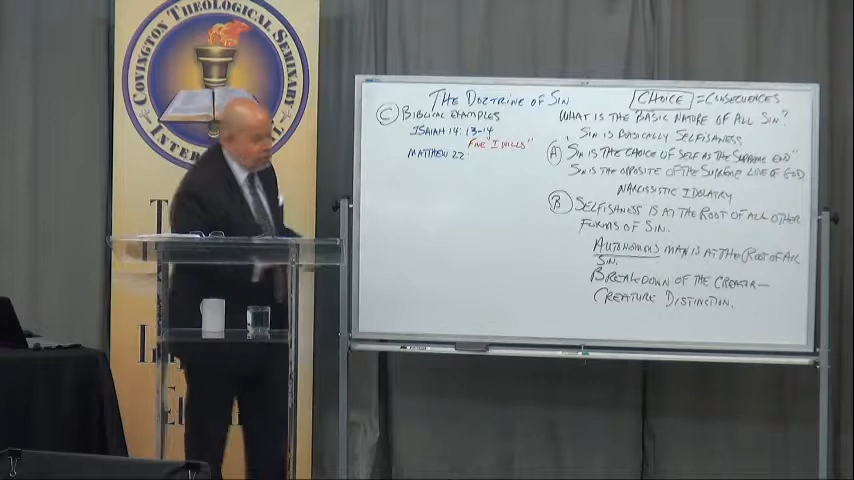 COVINGTON THEOLOGICAL SEMINARY
INTERNATIONAL
THE DOCTRINE OF SIN
Ⓒ BIBLICAL EXAMPLES
ISAIAH 14:13-14
FIVE "I WILLS"
MATTHEW 22
CHOICE = CONSEQUENCES
WHAT IS THE BASIC NATURE OF ALL SIN?
SIN IS BASICALLY SELFISHNESS
Ⓐ SIN IS THE CHOICE OF SELF AS THE SUPREME END"
SIN IS THE OPPOSITE OF THE SUPREME LOVE OF GOD
NARCISSISTIC IDOLATRY
Ⓑ SELFISHNESS IS AT THE ROOT OF ALL OTHER
FORMS OF SIN.
AUTONOMOUS MAN IS AT THE ROOT OF ALL
SIN.
BREAKDOWN OF THE CREATOR-
CREATURE DISTINCTION.